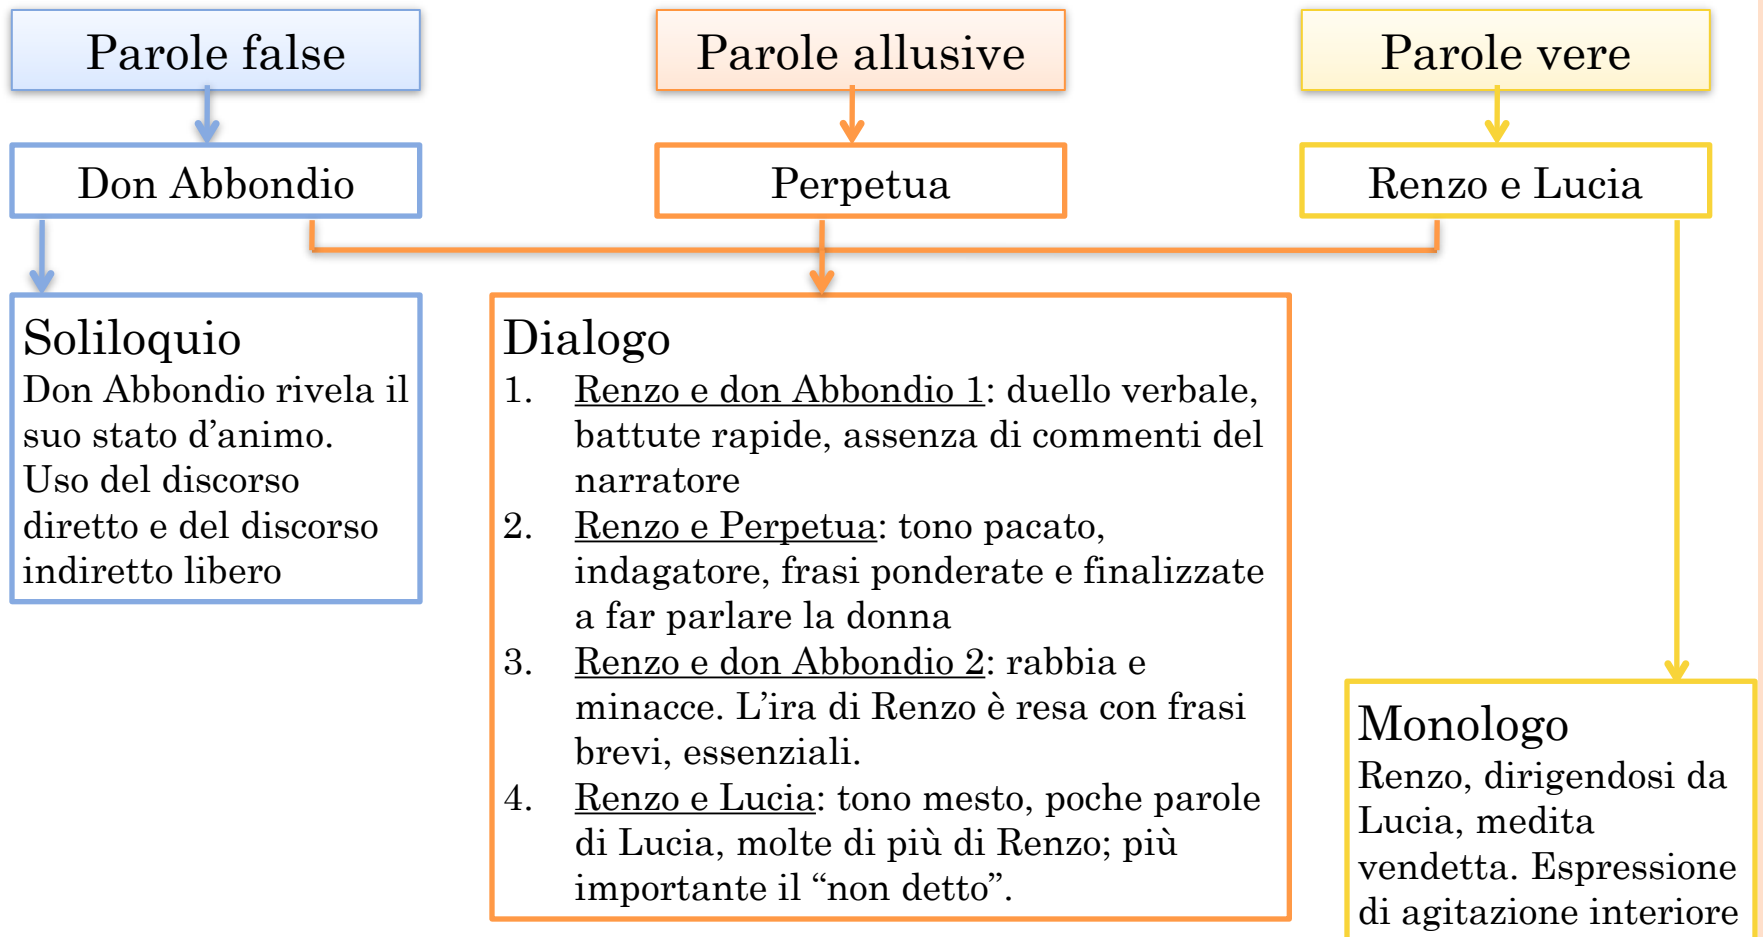 Parole false
Parole allusive
Parole vere
Don Abbondio
Perpetua
Renzo e Lucia
Soliloquio
Don Abbondio rivela il
suo stato d’animo.
Uso del discorso
diretto e del discorso
indiretto libero
Dialogo
1. Renzo e don Abbondio 1: duello verbale,
battute rapide, assenza di commenti del
narratore
2. Renzo e Perpetua: tono pacato,
indagatore, frasi ponderate e finalizzate
a far parlare la donna
3. Renzo e don Abbondio 2: rabbia e
minacce. L’ira di Renzo è resa con frasi
brevi, essenziali.
4. Renzo e Lucia: tono mesto, poche parole
di Lucia, molte di più di Renzo; più
importante il “non detto”.
Monologo
Renzo, dirigendosi da
Lucia, medita
vendetta. Espressione
di agitazione interiore